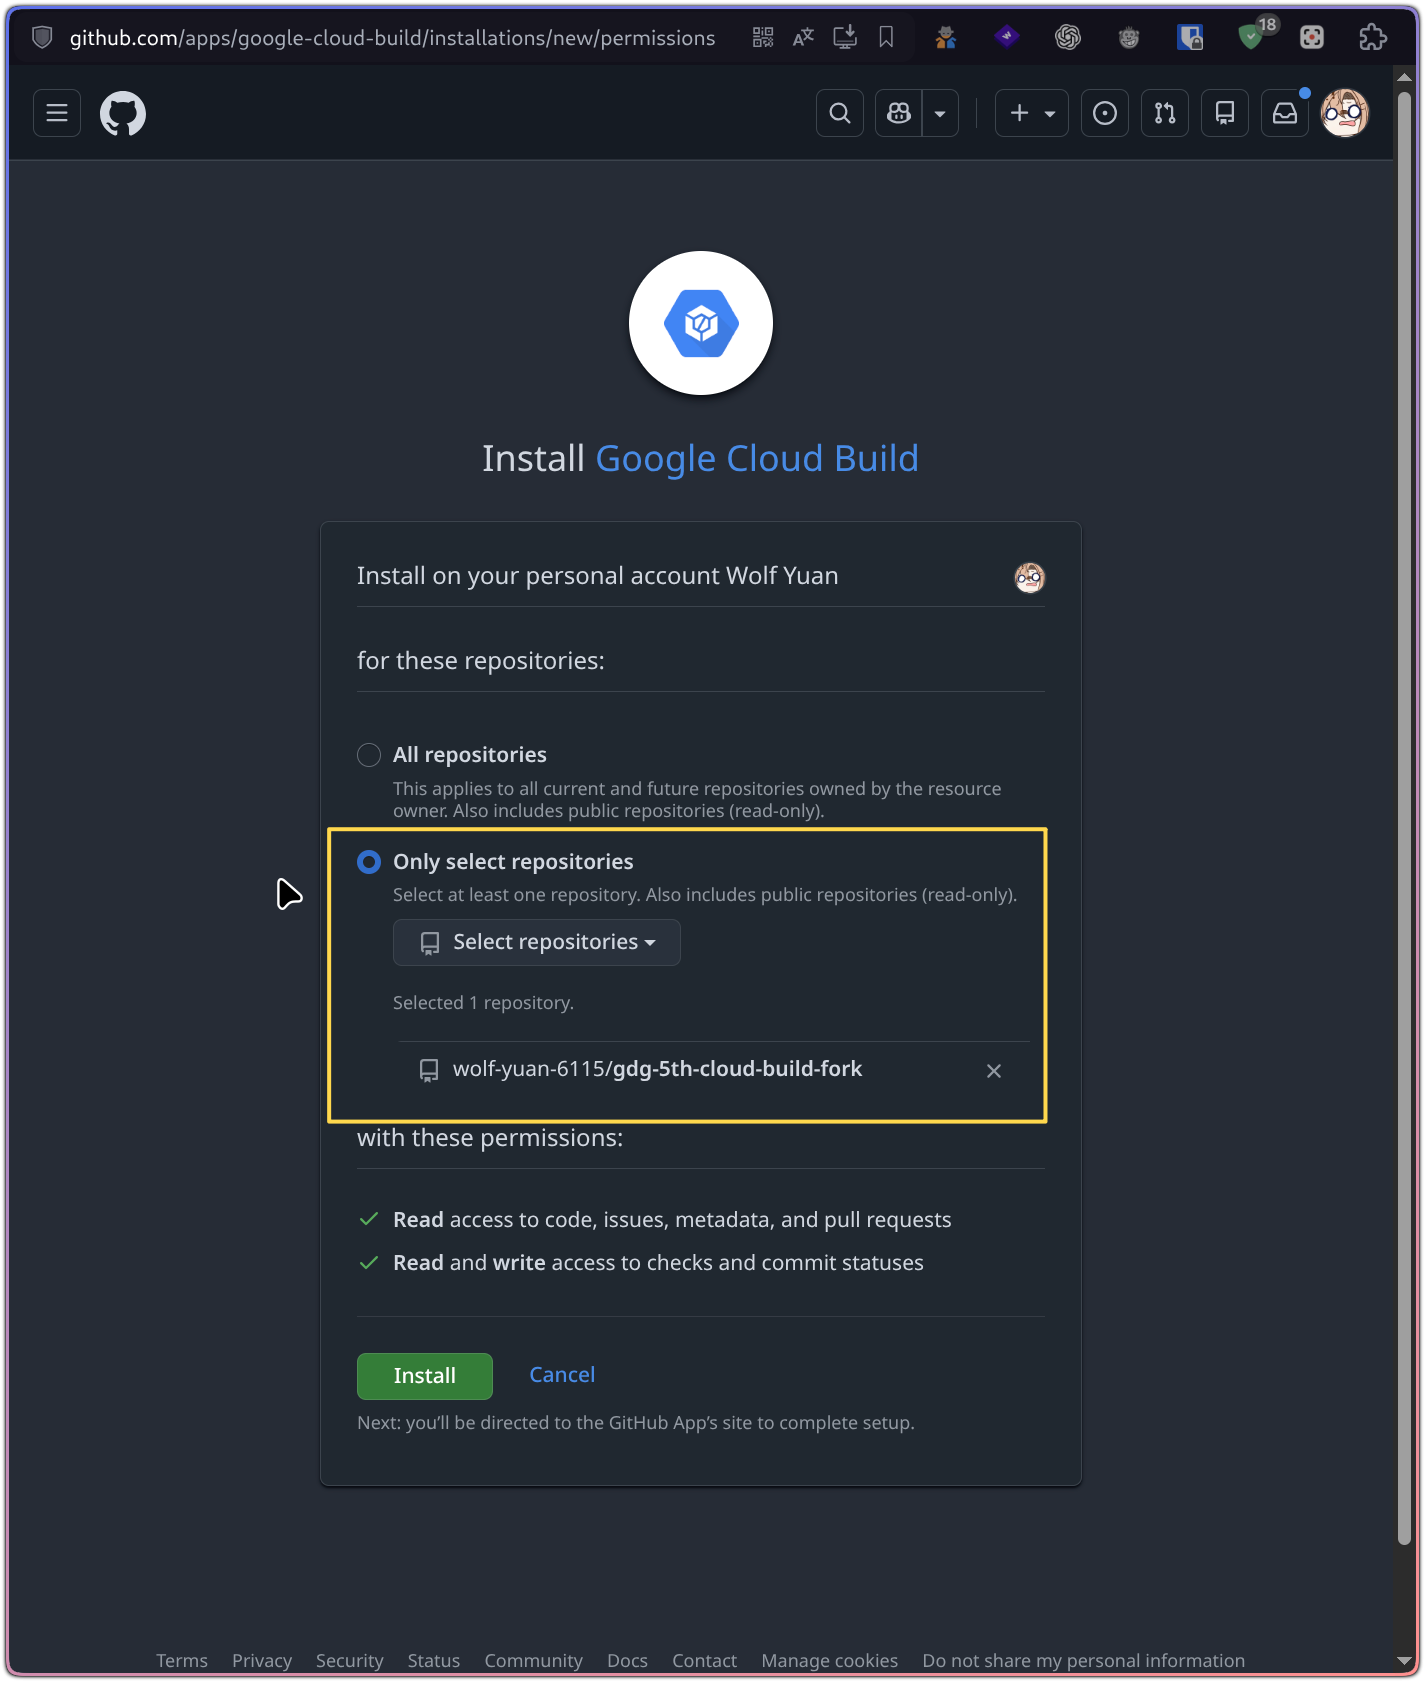 github.com/apps/google-cloud-build/installations/new/permissions
18
Install Google Cloud Build
Install on your personal account Wolf Yuan
for these repositories:
All repositories
This applies to all current and future repositories owned by the resource
owner. Also includes public repositories (read-only).
Only select repositories
Select at least one repository. Also includes public repositories (read-only).
Select repositories
Selected 1 repository.
wolf-yuan-6115/gdg-5th-cloud-build-fork
with these permissions:
Read access to code, issues, metadata, and pull requests
Read and write access to checks and commit statuses
Install Cancel
Next: you’ll be directed to the GitHub App’s site to complete setup.
Terms Privacy Security Status Community Docs Contact Manage cookies Do not share my personal information